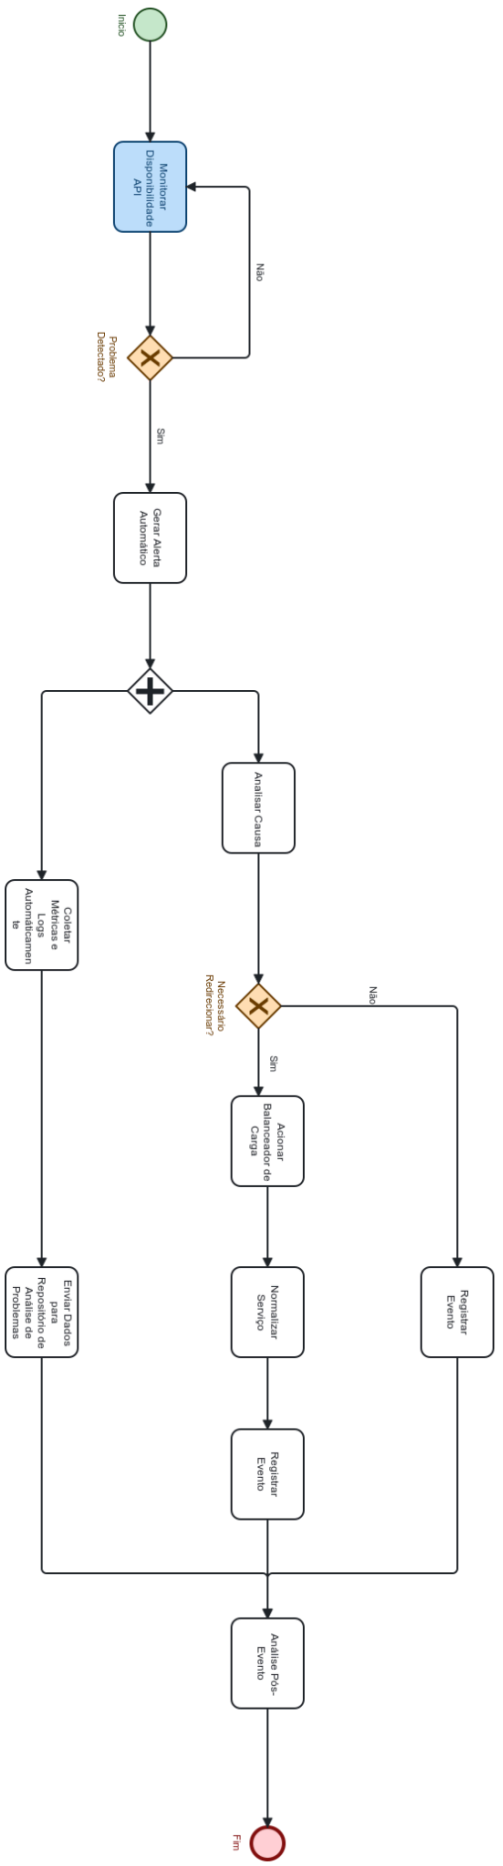 Início
Monitorar
Disponibilidade
API
Não
Problema
Detectado?
Sim
Gerar Alerta
Automático
Analisar Causa
Coletar
Métricas e
Logs
Automáticamen
te
Necessário
Redirecionar?
Não
Sim
Acionar
Balanceador de
Carga
Enviar Dados
para
Repositório de
Análise de
Problemas
Normalizar
Serviço
Registrar
Evento
Registrar
Evento
Análise Pós-
Evento
Fim